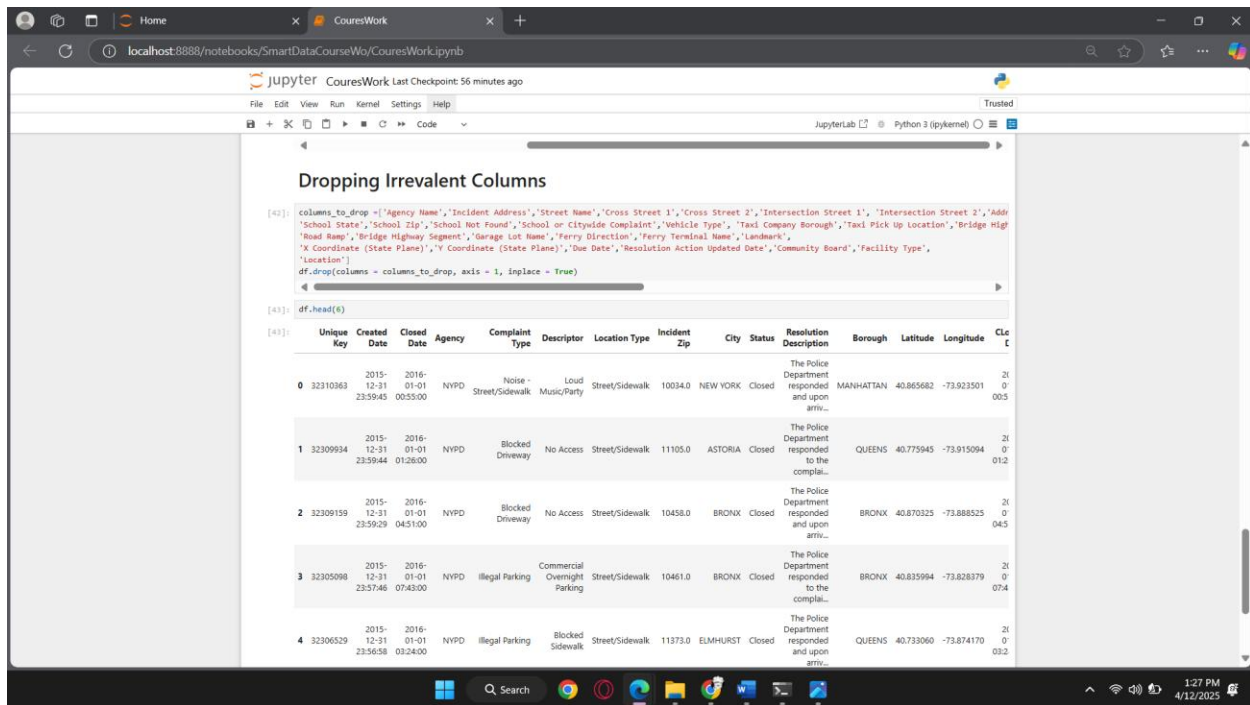 Home
CouresWork
localhost:8888/notebooks/SmartDataCourseWo/CouresWork.ipynb
jupyter CouresWork Last Checkpoint: 56 minutes ago
File Edit View Run Kernel Settings Help Trusted
Code JupyterLab Python 3 (ipykernel)
Dropping Irrevalent Columns
[42]: columns_to_drop =['Agency Name','Incident Address','Street Name','Cross Street 1','Cross Street 2','Intersection Street 1', 'Intersection Street 2','Addr
'School State','School Zip','School Not Found','School or Citywide Complaint','Vehicle Type', 'Taxi Company Borough','Taxi Pick Up Location','Bridge High
'Road Ramp','Bridge Highway Segment','Garage Lot Name','Ferry Direction','Ferry Terminal Name','Landmark',
'X Coordinate (State Plane)','Y Coordinate (State Plane)','Due Date','Resolution Action Updated Date','Community Board','Facility Type',
'Location']
df.drop(columns = columns_to_drop, axis = 1, inplace = True)
[43]: df.head(6)
[43]: Unique Key Created Date Closed Date Agency Complaint Type Descriptor Location Type Incident Zip City Status Resolution Description Borough Latitude Longitude
0 32310363 2015-12-31 23:59:45 2016-01-01 00:55:00 NYPD Noise - Street/Sidewalk Loud Music/Party Street/Sidewalk 10034.0 NEW YORK Closed The Police Department responded and upon arriv... MANHATTAN 40.865682 -73.923501
1 32309934 2015-12-31 23:59:44 2016-01-01 01:26:00 NYPD Blocked Driveway No Access Street/Sidewalk 11105.0 ASTORIA Closed The Police Department responded to the complai... QUEENS 40.775945 -73.915094
2 32309159 2015-12-31 23:59:29 2016-01-01 04:51:00 NYPD Blocked Driveway No Access Street/Sidewalk 10458.0 BRONX Closed The Police Department responded and upon arriv... BRONX 40.870325 -73.888525
3 32305098 2015-12-31 23:57:46 2016-01-01 07:43:00 NYPD Illegal Parking Commercial Overnight Parking Street/Sidewalk 10461.0 BRONX Closed The Police Department responded to the complai... BRONX 40.835994 -73.828379
4 32306529 2015-12-31 23:56:58 2016-01-01 03:24:00 NYPD Illegal Parking Blocked Sidewalk Street/Sidewalk 11373.0 ELMHURST Closed The Police Department responded and upon arriv... QUEENS 40.733060 -73.874170
Search
1:27 PM
4/12/2025